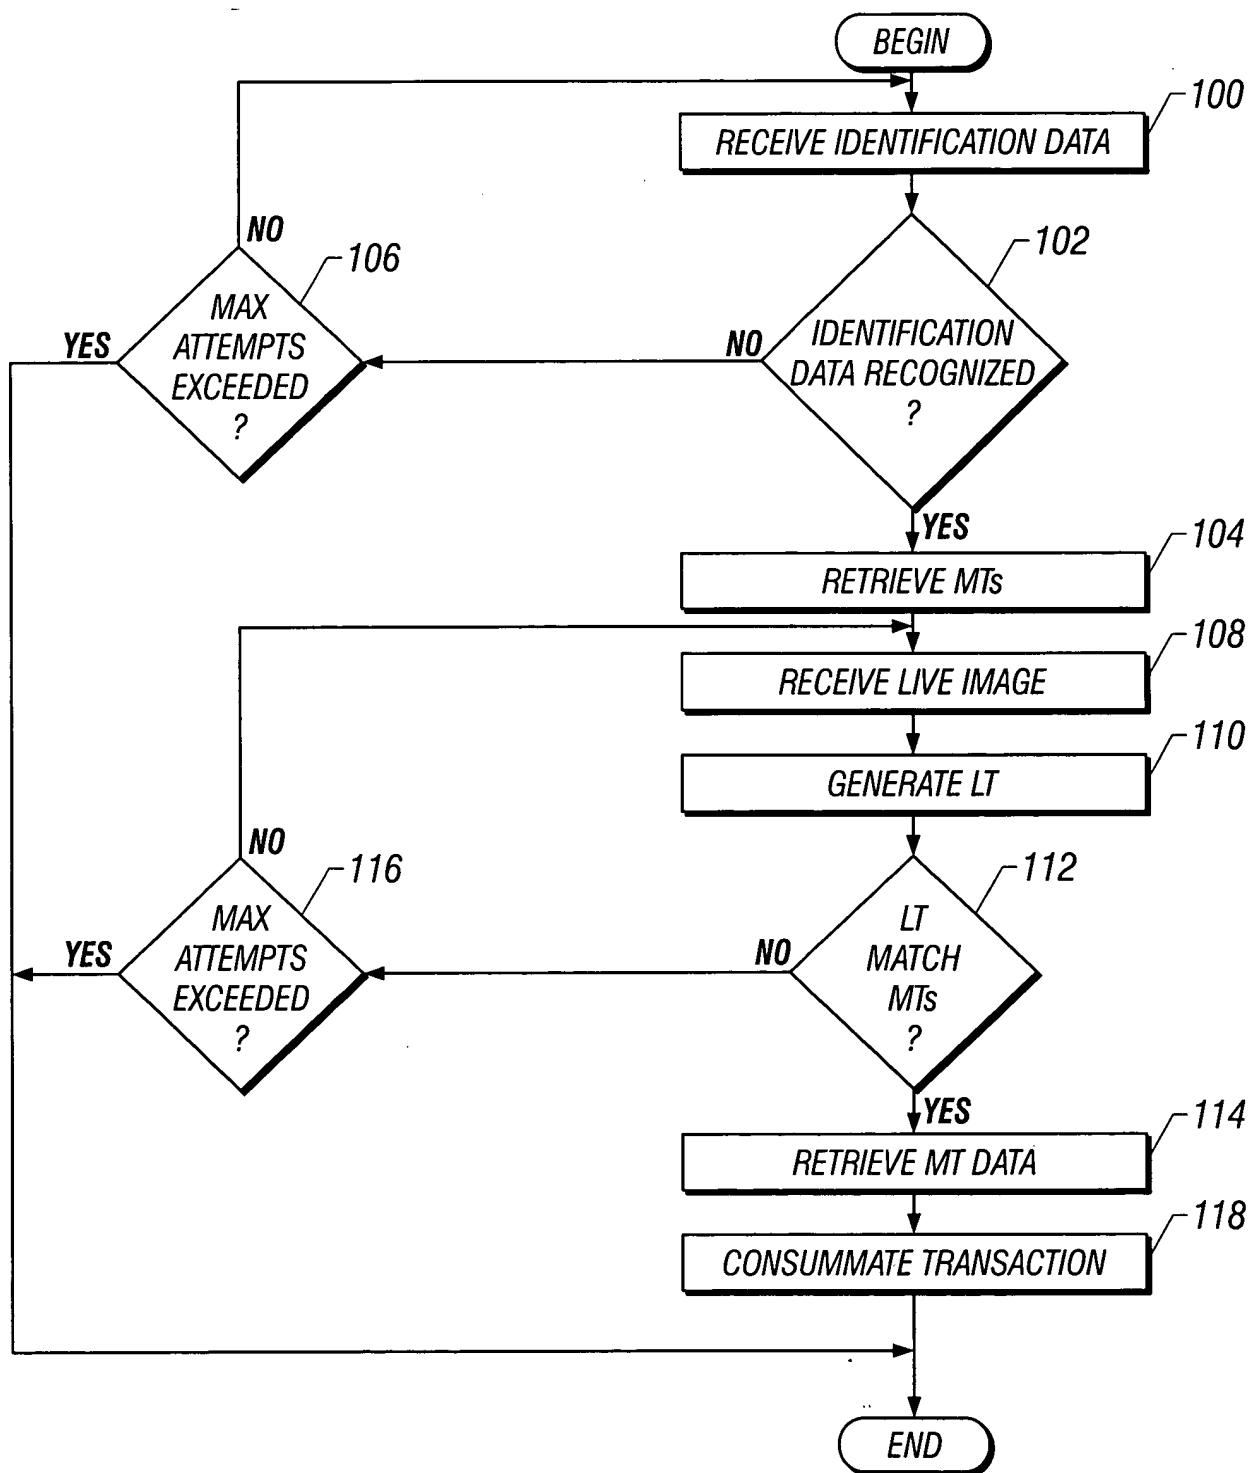 BEGIN
100
RECEIVE IDENTIFICATION DATA
NO
106
102
MAX
ATTEMPTS
EXCEEDED
?
YES
NO
IDENTIFICATION
DATA RECOGNIZED
?
YES
104
RETRIEVE MTs
108
RECEIVE LIVE IMAGE
110
GENERATE LT
NO
116
112
MAX
ATTEMPTS
EXCEEDED
?
YES
NO
LT
MATCH
MTs
?
YES
114
RETRIEVE MT DATA
118
CONSUMMATE TRANSACTION
END